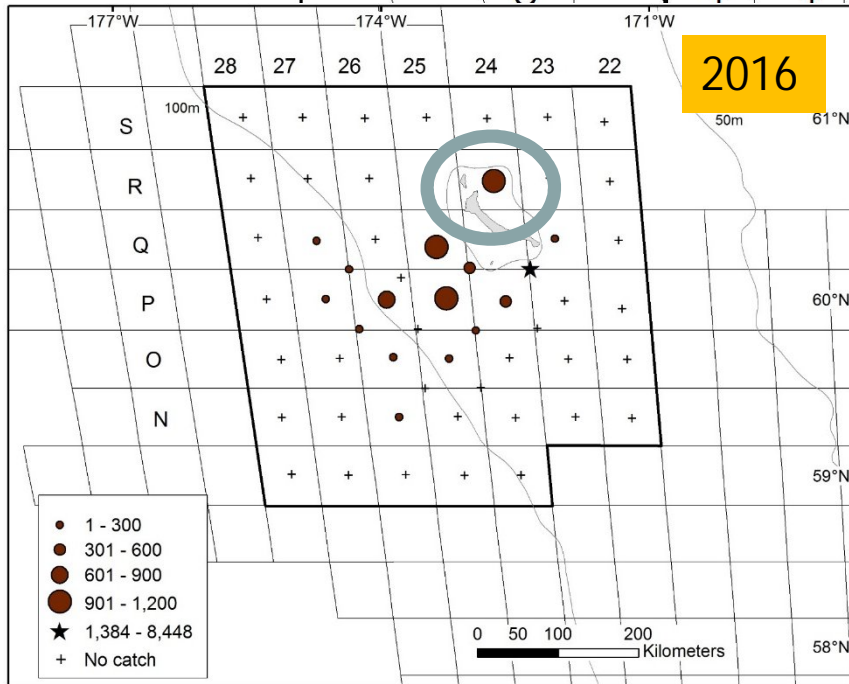 177°W 174°W 171°W
2016
28 27 26 25 24 23 22
100m
50m
61°N
S
R
Q
60°N
P
O
N
59°N
1 - 300
301 - 600
601 - 900
901 - 1,200
1,384 - 8,448
No catch
0 50 100 200
Kilometers
58°N